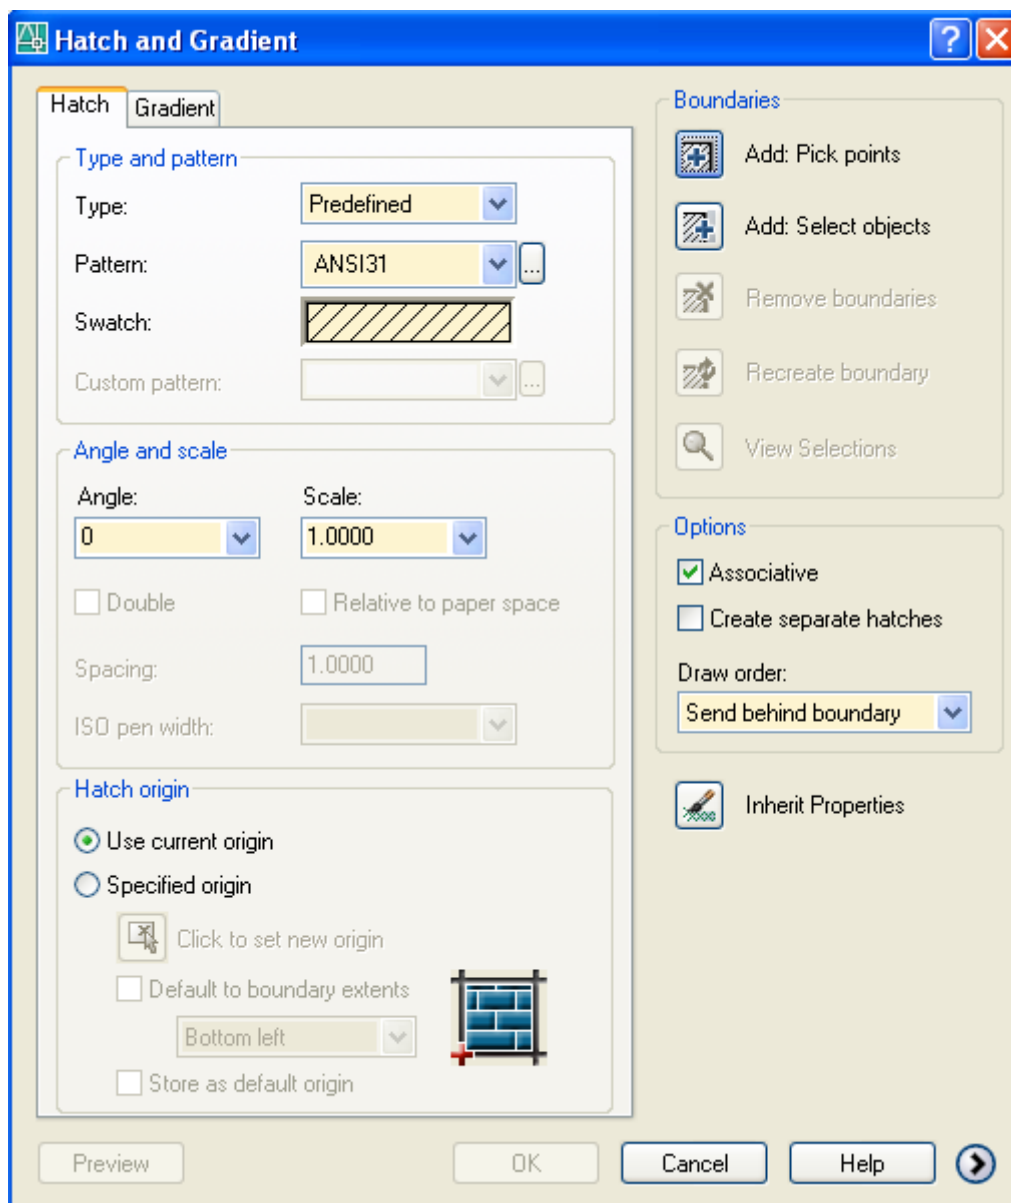 Hatch and Gradient
Hatch Gradient
Type and pattern
Type: Predefined
Pattern: ANSI31 ...
Swatch:
Custom pattern: ...
Angle and scale
Angle: Scale:
0 1.0000
Double Relative to paper space
Spacing: 1.0000
ISO pen width:
Hatch origin
Use current origin
Specified origin
Click to set new origin
Default to boundary extents
Bottom left
Store as default origin
Boundaries
Add: Pick points
Add: Select objects
Remove boundaries
Recreate boundary
View Selections
Options
Associative
Create separate hatches
Draw order:
Send behind boundary
Inherit Properties
Preview OK Cancel Help